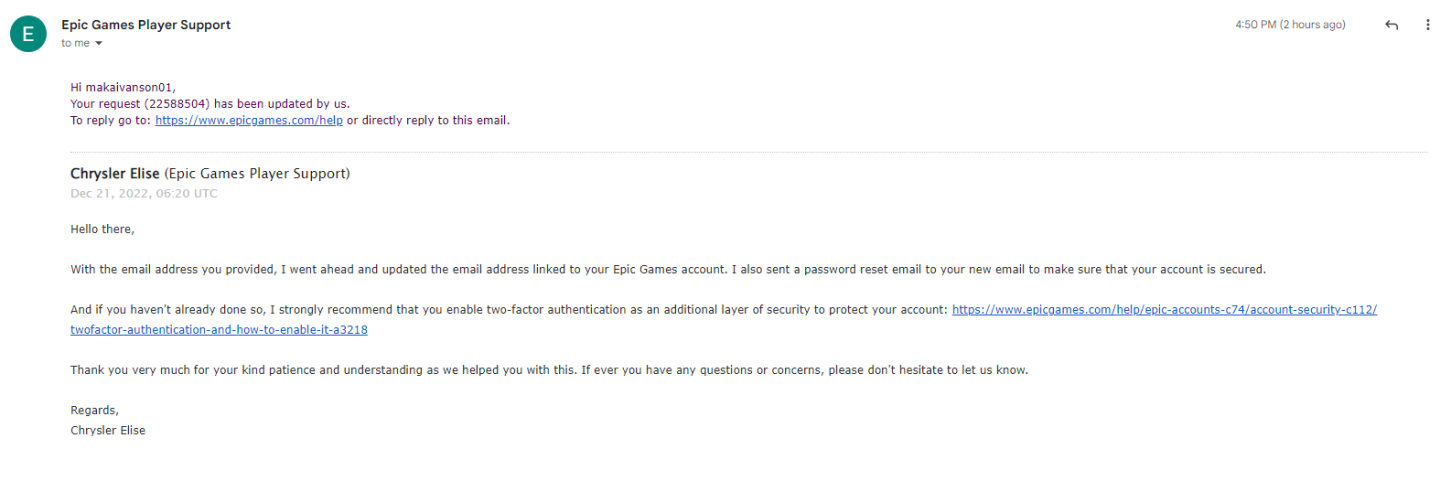 E
Epic Games Player Support
4:50 PM (2 hours ago)
to me
Hi makaivanson01,
Your request (22588504) has been updated by us.
To reply go to: https://www.epicgames.com/help or directly reply to this email.
Chrysler Elise (Epic Games Player Support)
Dec 21, 2022, 06:20 UTC
Hello there,
With the email address you provided, I went ahead and updated the email address linked to your Epic Games account. I also sent a password reset email to your new email to make sure that your account is secured.
And if you haven't already done so, I strongly recommend that you enable two-factor authentication as an additional layer of security to protect your account: https://www.epicgames.com/help/epic-accounts-c74/account-security-c112/
twofactor-authentication-and-how-to-enable-it-a3218
Thank you very much for your kind patience and understanding as we helped you with this. If ever you have any questions or concerns, please don't hesitate to let us know.
Regards,
Chrysler Elise